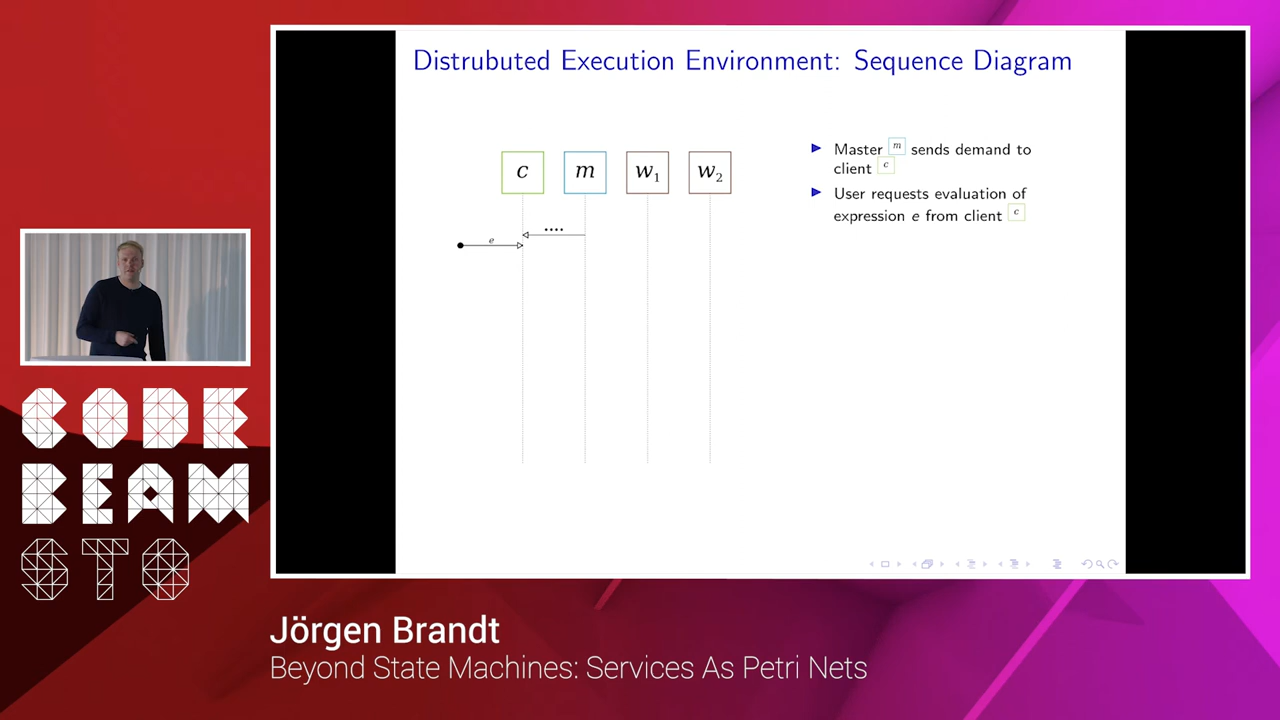 Distrubuted Execution Environment: Sequence Diagram
c m w1 w2
....
e
Master m sends demand to
client c
User requests evaluation of
expression e from client c
CODE
BEAM
STO
Jörgen Brandt
Beyond State Machines: Services As Petri Nets